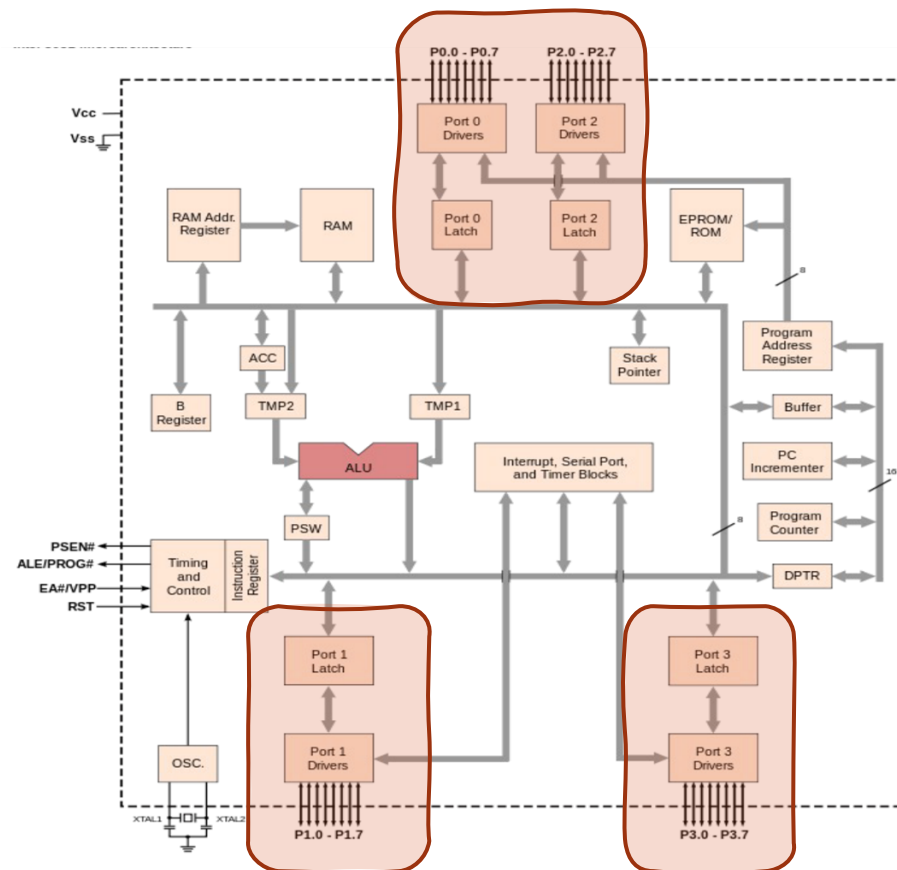 P0.0 - P0.7
P2.0 - P2.7
Vcc
Vss
Port 0
Drivers
Port 2
Drivers
RAM Addr.
Register
RAM
Port 0
Latch
Port 2
Latch
EPROM/
ROM
8
Program
Address
Register
ACC
Stack
Pointer
B
Register
TMP2
TMP1
Buffer
ALU
Interrupt, Serial Port,
and Timer Blocks
PC
Incrementer
16
PSW
8
Program
Counter
PSEN#
ALE/PROG#
EA#/VPP
RST
Timing
and
Control
Instruction
Register
DPTR
Port 1
Latch
Port 3
Latch
OSC.
Port 1
Drivers
Port 3
Drivers
XTAL1
XTAL2
P1.0 - P1.7
P3.0 - P3.7